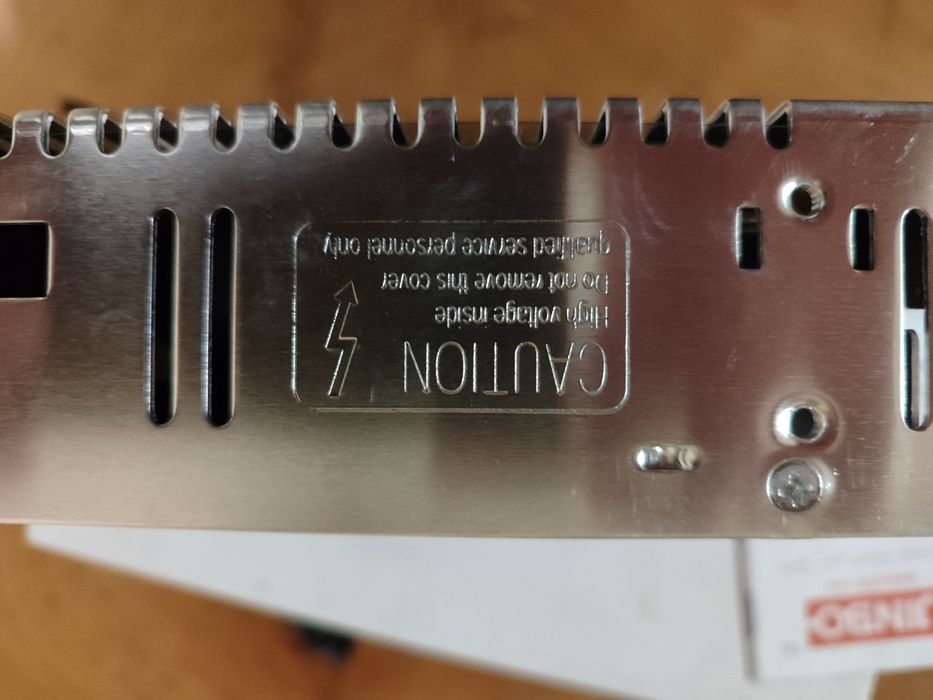 CAUTION
High voltage inside
Do not remove this cover
qualified service personnel only